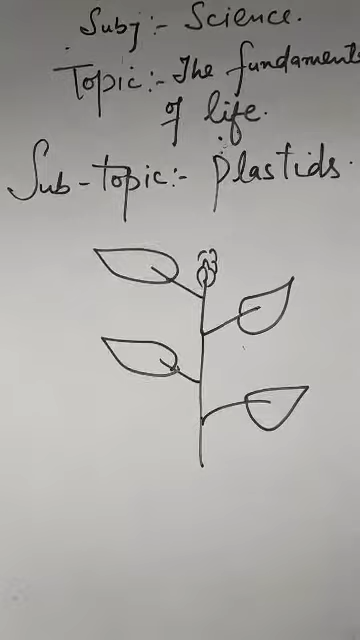 Subj:- Science.
Topic:- The fundament
of life.
Sub-topic:- Plastids.